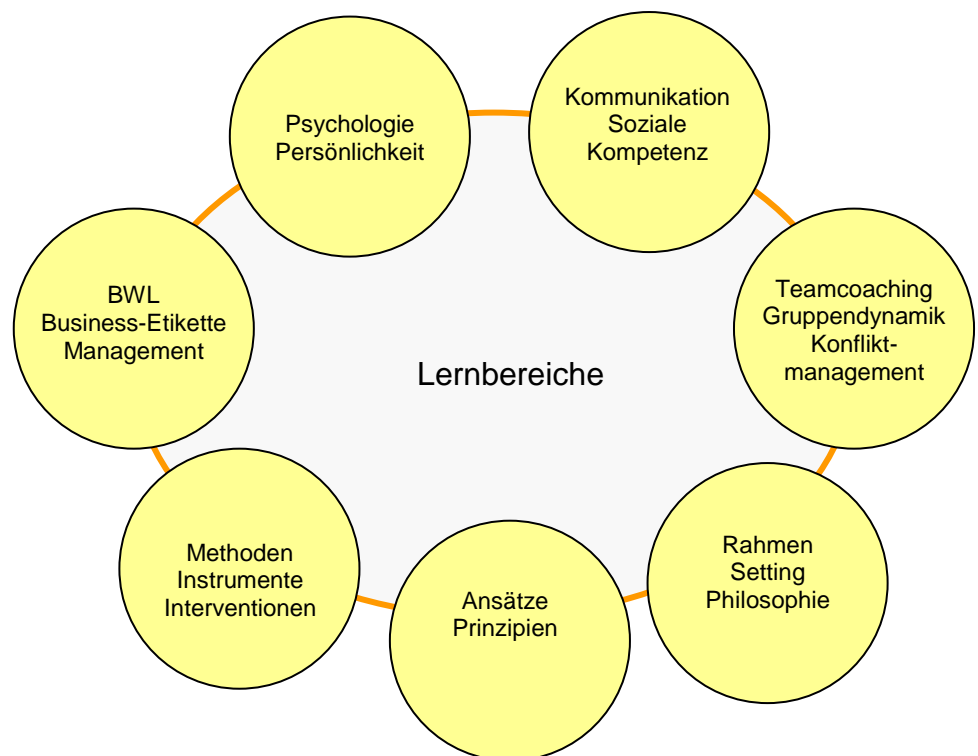 Kommunikation
Soziale
Kompetenz
Psychologie
Persönlichkeit
Teamcoaching
Gruppendynamik
Konflikt-
management
BWL
Business-Etikette
Management
Lernbereiche
Rahmen
Setting
Philosophie
Methoden
Instrumente
Interventionen
Ansätze
Prinzipien